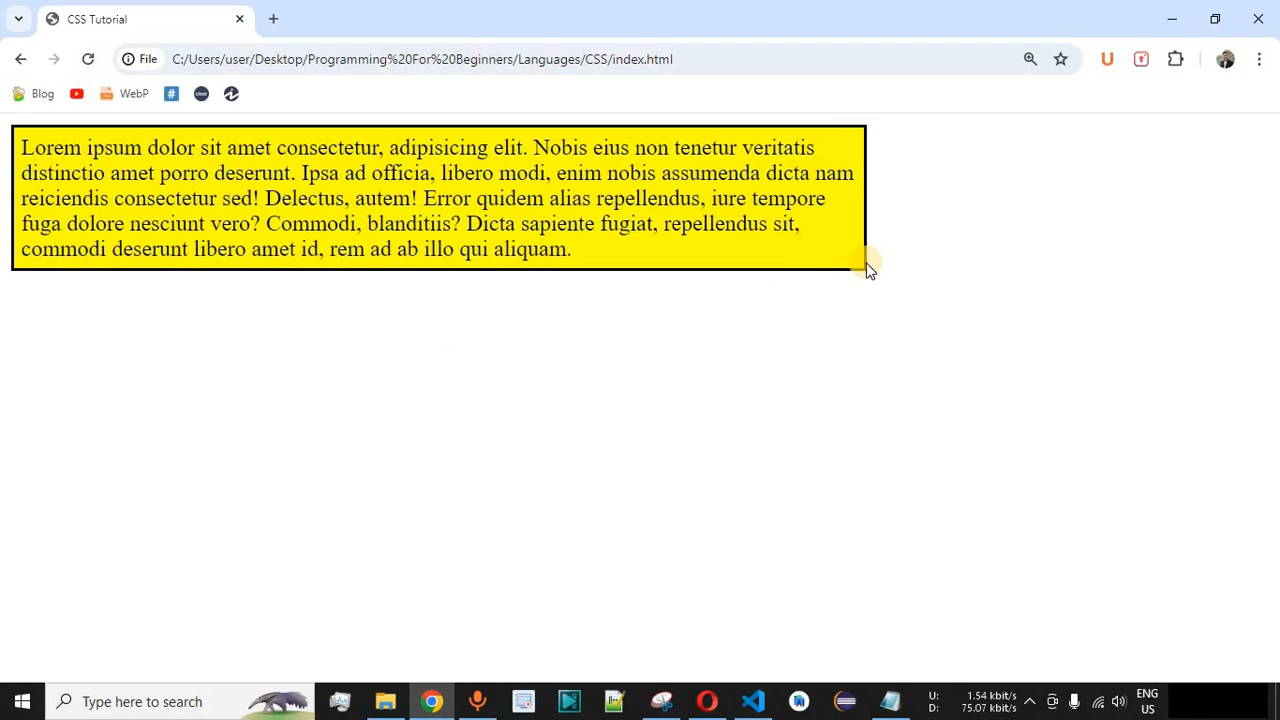 CSS Tutorial
File
C:/Users/user/Desktop/Programming%20For%20Beginners/Languages/CSS/index.html
Blog
WebP
#
clear
Lorem ipsum dolor sit amet consectetur, adipisicing elit. Nobis eius non tenetur veritatis
distinctio amet porro deserunt. Ipsa ad officia, libero modi, enim nobis assumenda dicta nam
reiciendis consectetur sed! Delectus, autem! Error quidem alias repellendus, iure tempore
fuga dolore nesciunt vero? Commodi, blanditiis? Dicta sapiente fugiat, repellendus sit,
commodi deserunt libero amet id, rem ad ab illo qui aliquam.
Type here to search
U: 1.54 kbit/s
D: 75.07 kbit/s
ENG
US